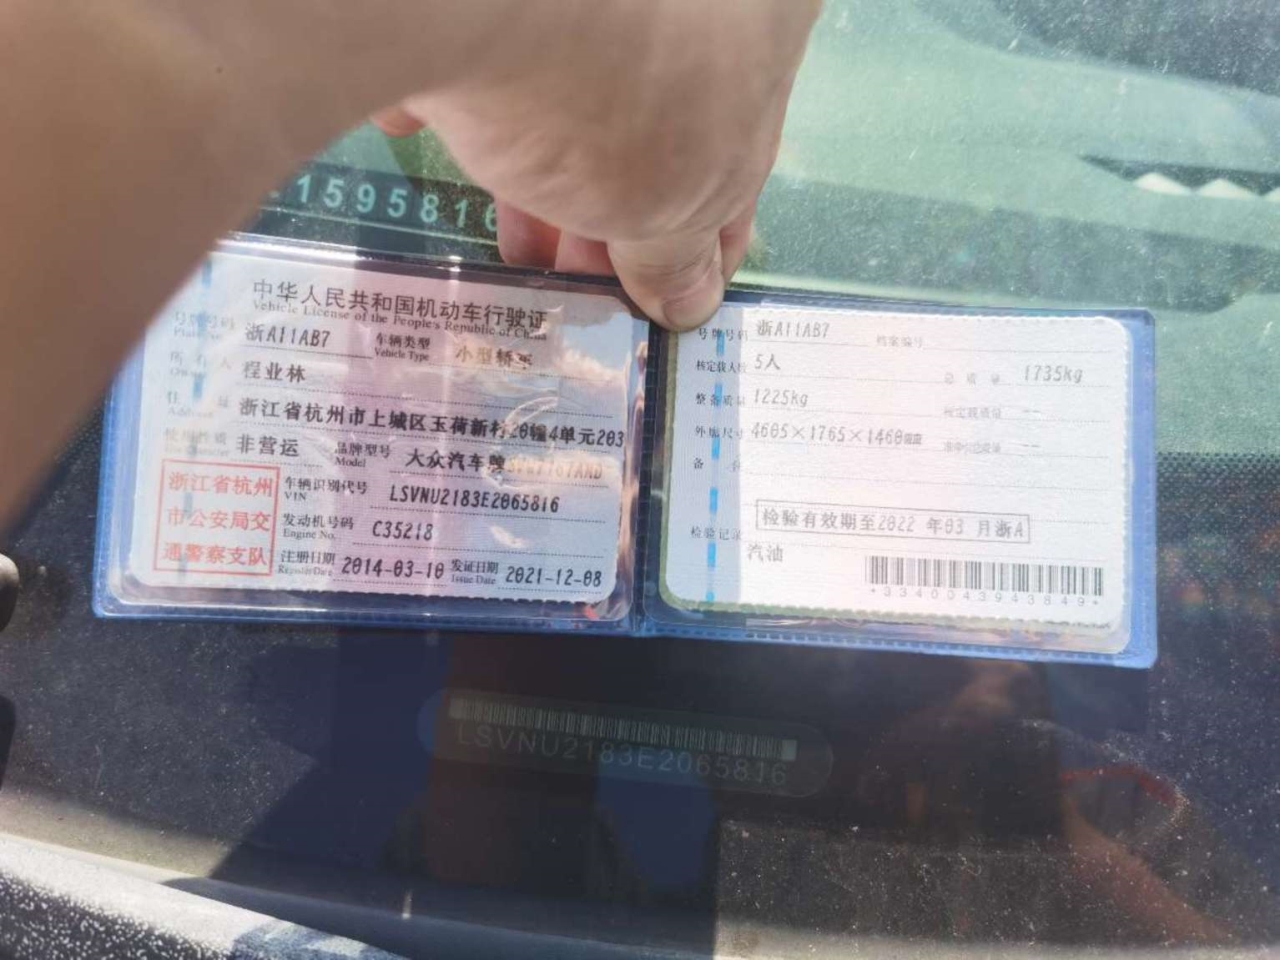 1595816
中华人民共和国机动车行驶证
Vehicle License of the People's Republic of China
号牌号码 浙A11AB7 车辆类型 小型轿车
Vehicle Type
所有人 程业林
住址 浙江省杭州市上城区玉荷新村20幢4单元203
Address
使用性质 非营运 品牌型号 大众汽车牌
Use Character Model
浙江省杭州
市公安局交
通警察支队
车辆识别代号 LSVNU2183E2065816
VIN
发动机号码 C35218
Engine No.
注册日期 2014-03-10 发证日期 2021-12-08
Register Date Issue Date
号牌号码 浙A11AB7 档案编号
核定载人数 5人 总质量 1735kg
整备质量 1225kg 核定载质量 --
外廓尺寸 4605×1765×1460mm 准牵引总质量 --
备注
检验记录 检验有效期至2022 年03 月浙A
汽油
*3340043943849*
LSVNU2183E2065816